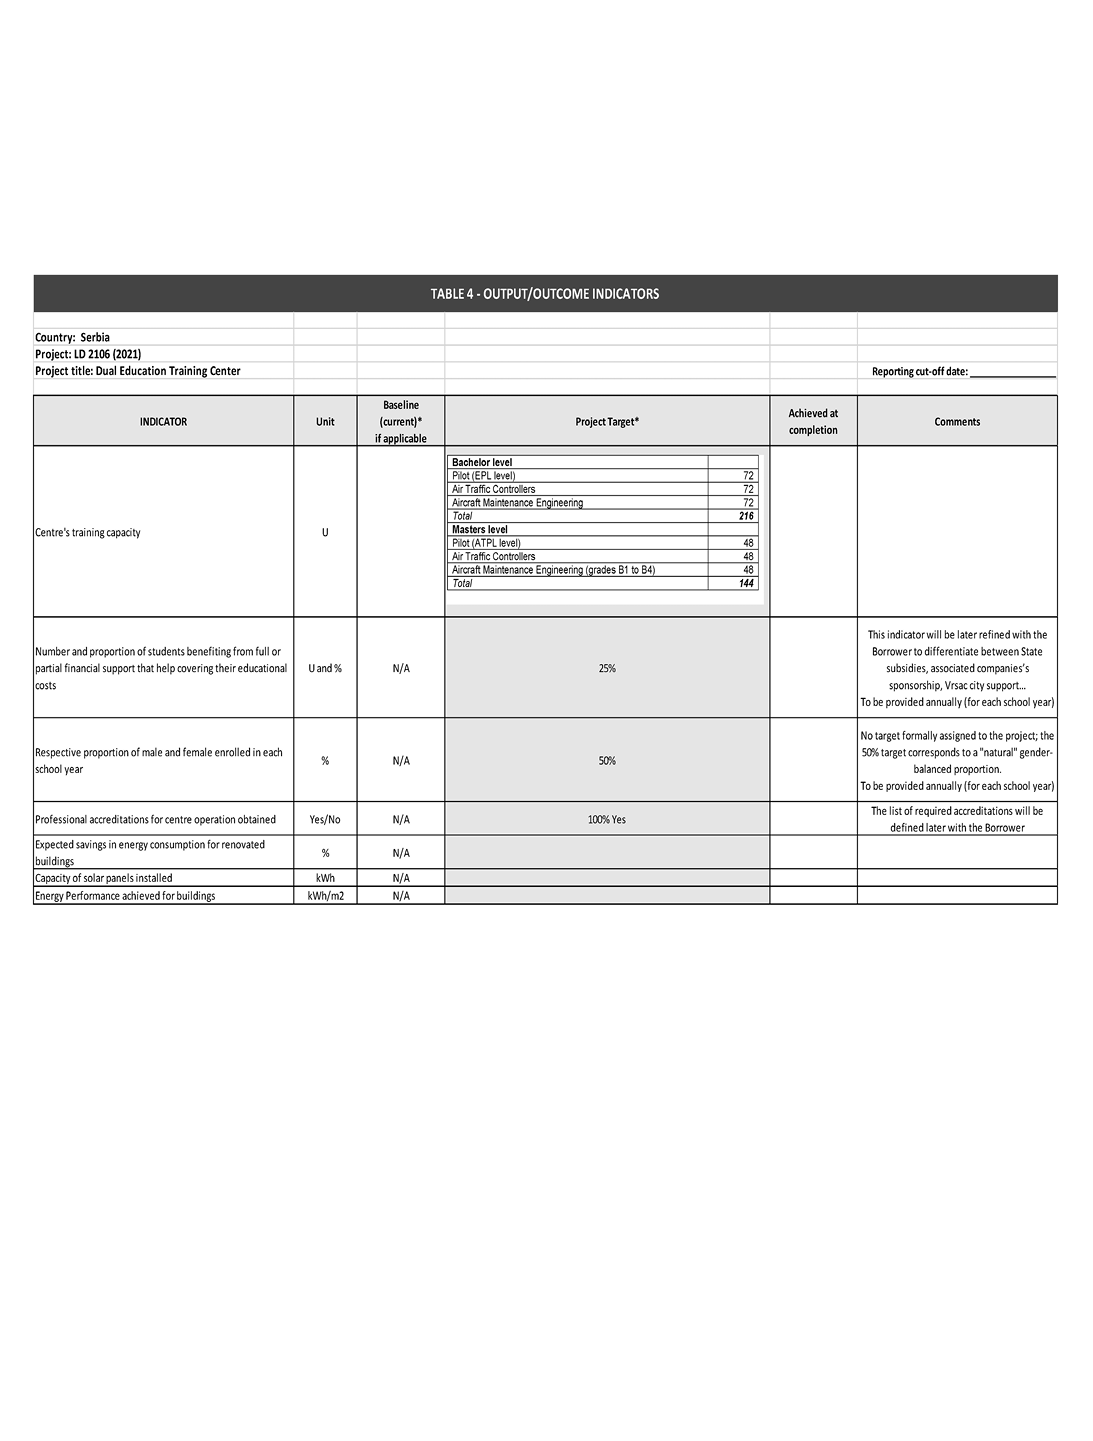 TABLE 4 - OUTPUT/OUTCOME INDICATORS
Country: Serbia
Project: LD 2106 (2021)
Project title: Dual Education Training Center
Reporting cut-off date: _______________
INDICATOR
Unit
Baseline
(current)*
if applicable
Project Target*
Achieved at
completion
Comments
Centre's training capacity
U
Bachelor level
Pilot (EPL level) 72
Air Traffic Controllers 72
Aircraft Maintenance Engineering 72
Total 216
Masters level
Pilot (ATPL level) 48
Air Traffic Controllers 48
Aircraft Maintenance Engineering (grades B1 to B4) 48
Total 144
Number and proportion of students benefiting from full or
partial financial support that help covering their educational
costs
U and %
N/A
25%
This indicator will be later refined with the
Borrower to differentiate between State
subsidies, associated companies's
sponsorship, Vrsac city support...
To be provided annually (for each school year)
Respective proportion of male and female enrolled in each
school year
%
N/A
50%
No target formally assigned to the project; the
50% target corresponds to a "natural" gender-
balanced proportion.
To be provided annually (for each school year)
Professional accreditations for centre operation obtained
Yes/No
N/A
100% Yes
The list of required accreditations will be
defined later with the Borrower
Expected savings in energy consumption for renovated
buildings
%
N/A
Capacity of solar panels installed
kWh
N/A
Energy Performance achieved for buildings
kWh/m2
N/A